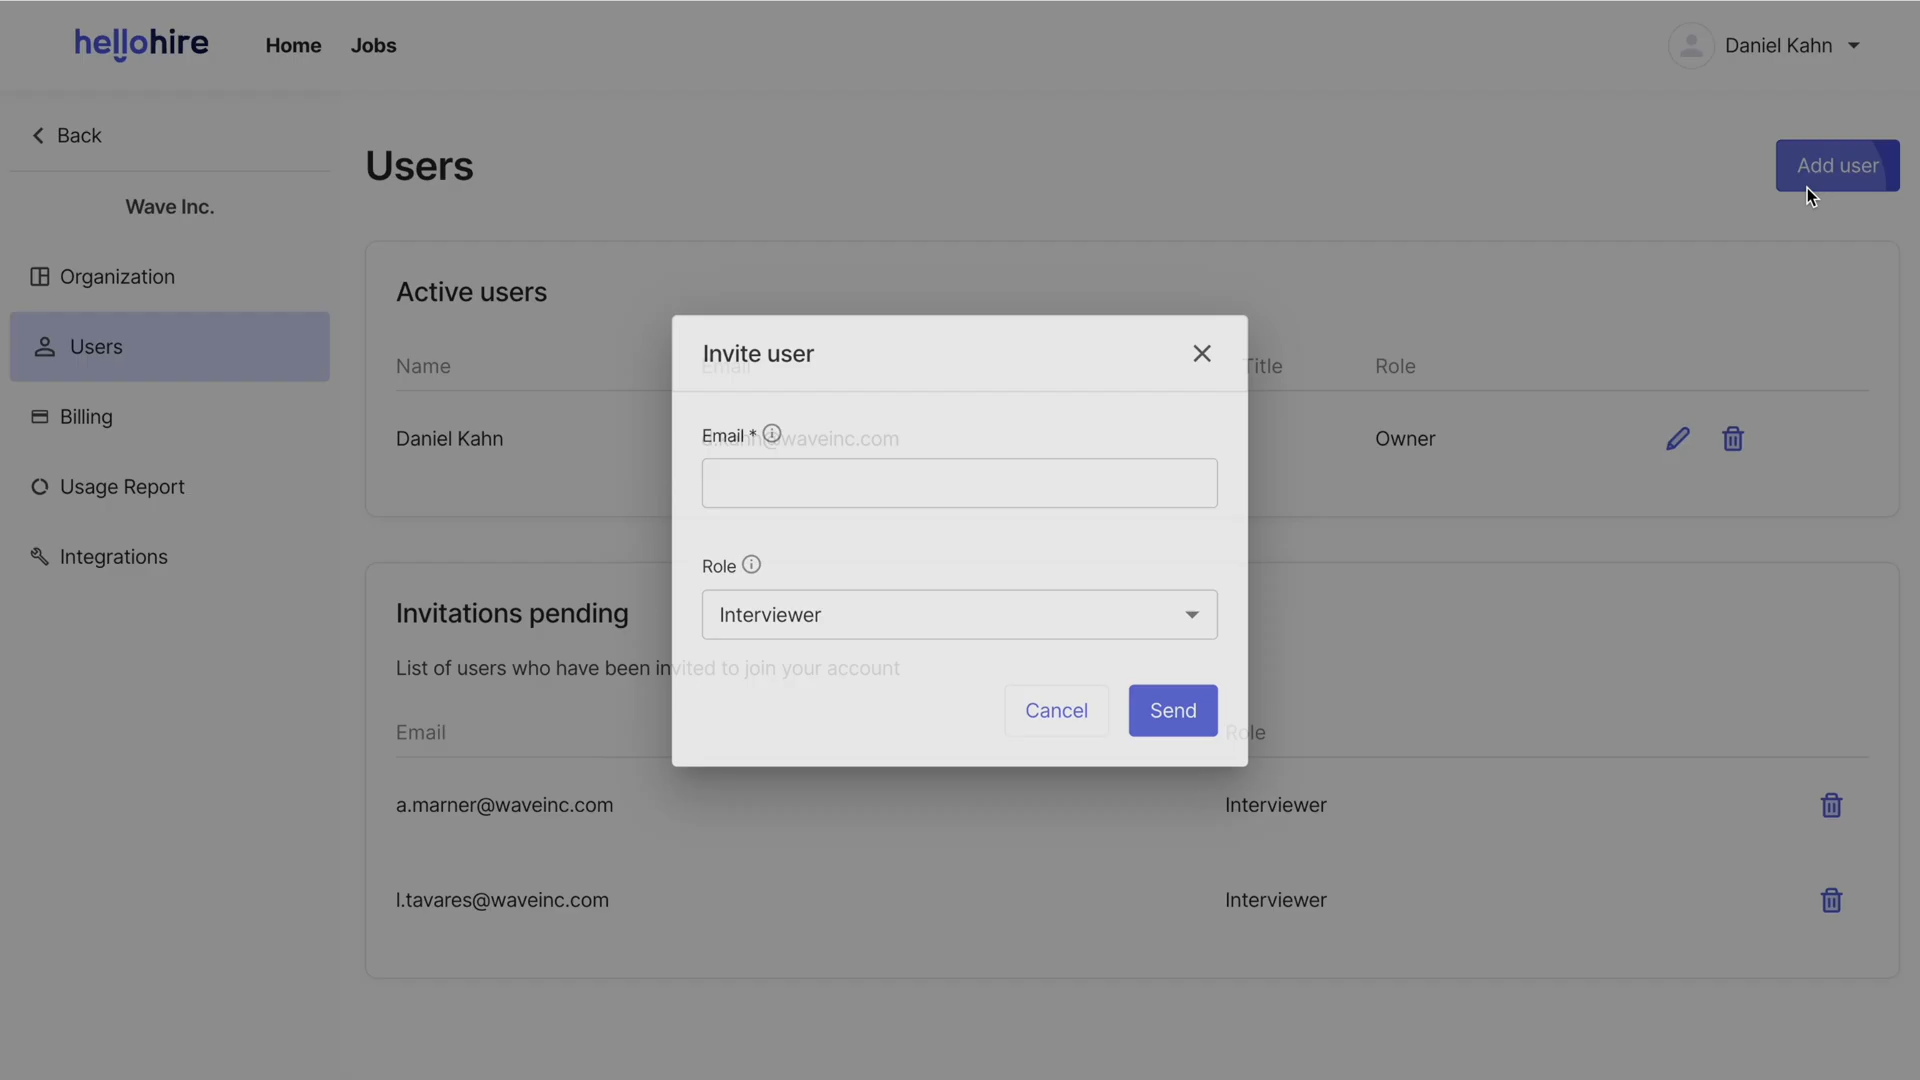 hellohire
Home
Jobs
Daniel Kahn
Back
Wave Inc.
Organization
Users
Billing
Usage Report
Integrations
Users
Add user
Active users
Name
Email
Title
Role
Daniel Kahn
waveinc.com
Owner
Invite user
Email *
Role
Interviewer
Cancel
Send
Invitations pending
List of users who have been invited to join your account
Email
Role
a.marner@waveinc.com
Interviewer
l.tavares@waveinc.com
Interviewer